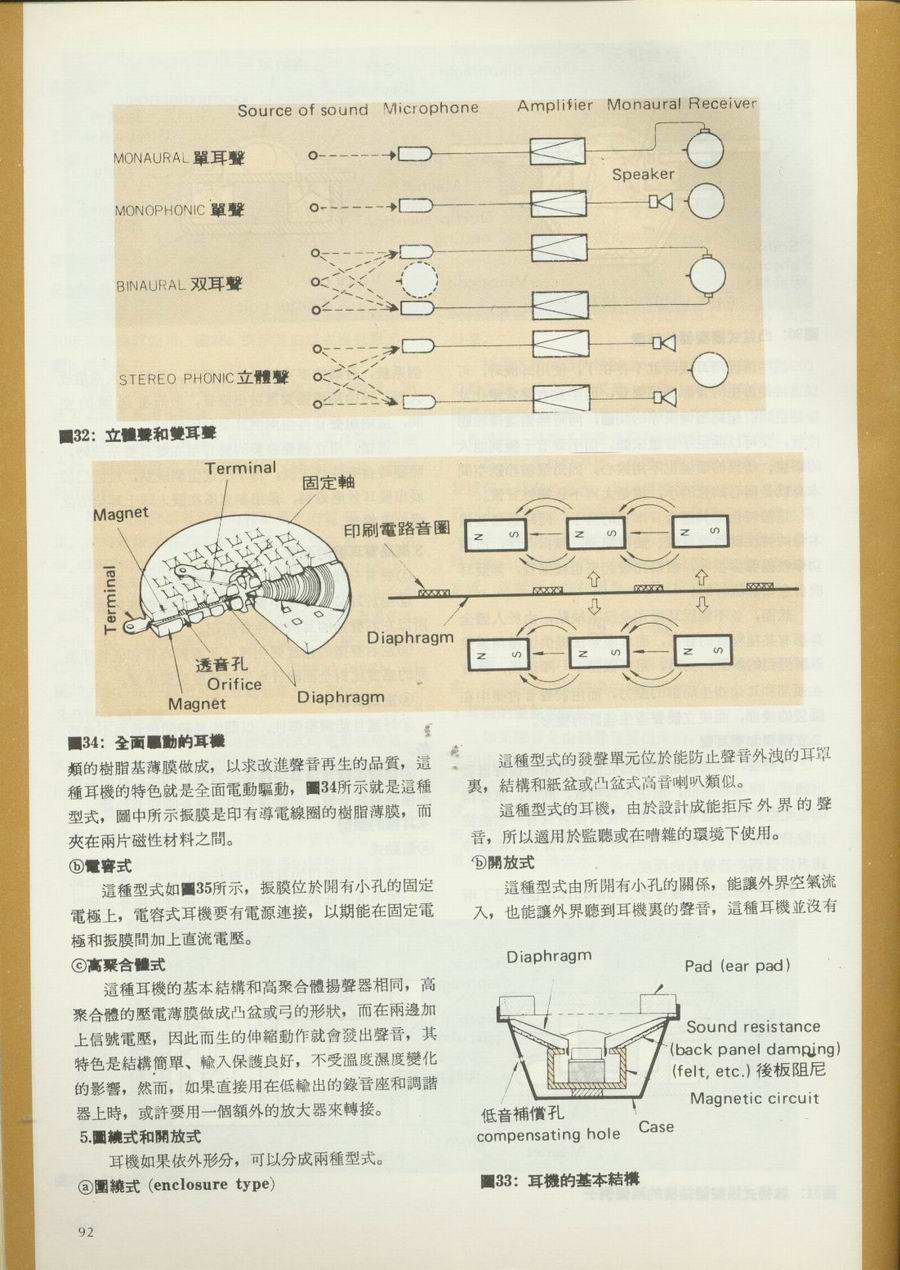 Source of sound Microphone Amplifier Monaural Receiver
MONAURAL 單耳聲
Speaker
MONOPHONIC 單聲
BINAURAL 双耳聲
STEREO PHONIC 立體聲
圖32：立體聲和雙耳聲
Terminal
固定軸
Magnet
Terminal
透音孔
Orifice
Magnet
Diaphragm
印刷電路音圈
N S
N S
N S
Diaphragm
N S
N S
N S
圖34：全面驅動的耳機
類的樹脂基薄膜做成，以求改進聲音再生的品質，這
種耳機的特色就是全面電動驅動，圖34所示就是這種
型式，圖中所示振膜是印有導電線圈的樹脂薄膜，而
夾在兩片磁性材料之間。
ⓑ電容式
這種型式如圖35所示，振膜位於開有小孔的固定
電極上，電容式耳機要有電源連接，以期能在固定電
極和振膜間加上直流電壓。
ⓒ高聚合體式
這種耳機的基本結構和高聚合體揚聲器相同，高
聚合體的壓電薄膜做成凸盆或弓的形狀，而在兩邊加
上信號電壓，因此而生的伸縮動作就會發出聲音，其
特色是結構簡單、輸入保護良好，不受溫度濕度變化
的影響，然而，如果直接用在低輸出的錄音座和調諧
器上時，或許要用一個額外的放大器來轉接。
5.圍繞式和開放式
耳機如果依外形分，可以分成兩種型式。
ⓐ圍繞式 (enclosure type)
這種型式的發聲單元位於能防止聲音外洩的耳罩
裏，結構和紙盆或凸盆式高音喇叭類似。
這種型式的耳機，由於設計成能拒斥外界的聲
音，所以適用於監聽或在嘈雜的環境下使用。
ⓑ開放式
這種型式由所開有小孔的關係，能讓外界空氣流
入，也能讓外界聽到耳機裏的聲音，這種耳機並沒有
Diaphragm
Pad (ear pad)
Sound resistance
(back panel damping)
(felt, etc.) 後板阻尼
Magnetic circuit
低音補償孔
compensating hole
Case
圖33：耳機的基本結構
92